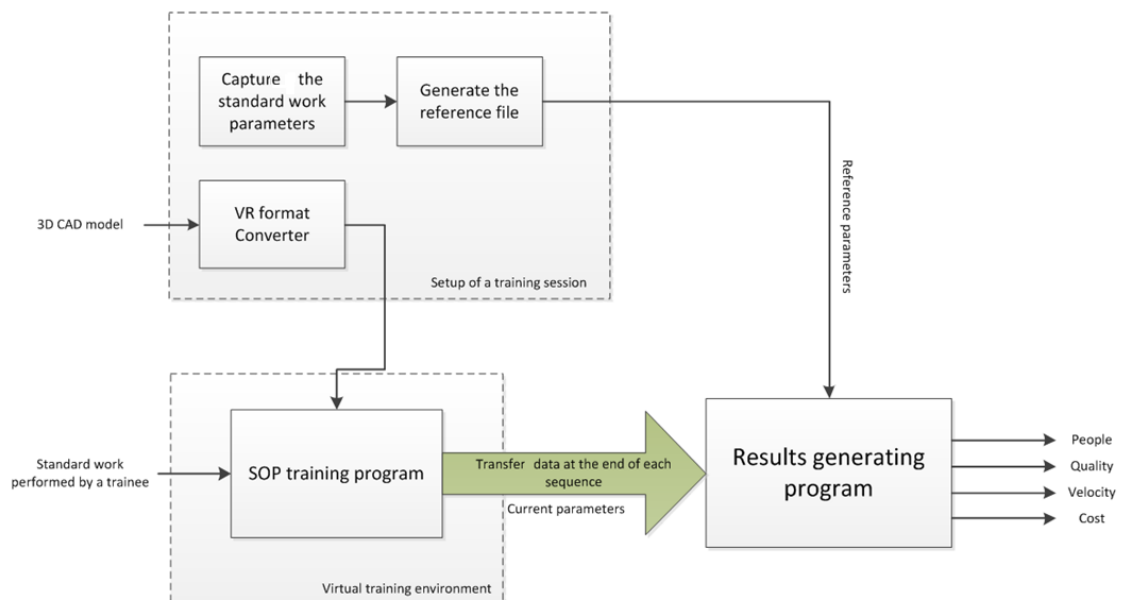 Capture the
standard work
parameters
Generate the
reference file
3D CAD model
VR format
Converter
Setup of a training session
Reference parameters
Standard work
performed by a trainee
SOP training program
Transfer data at the end of each
sequence
Current parameters
Virtual training environment
Results generating
program
People
Quality
Velocity
Cost